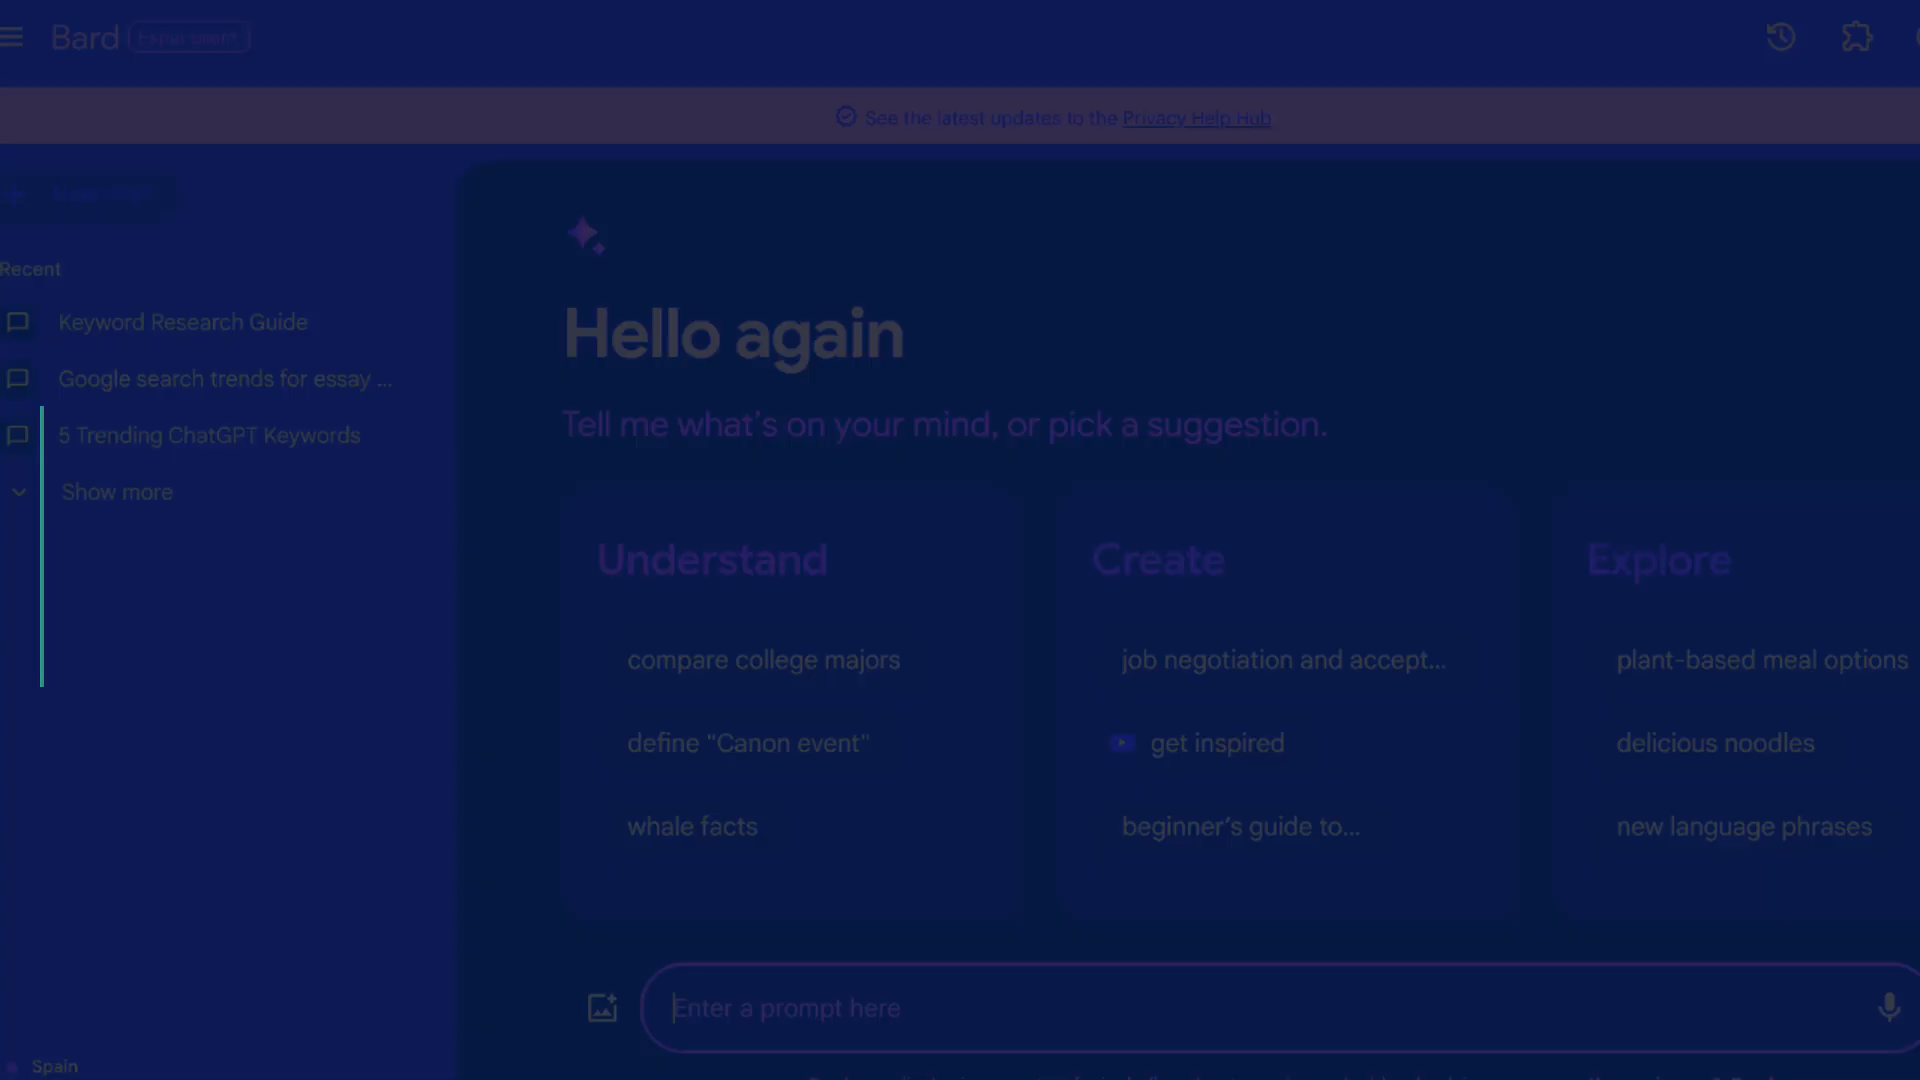 Bard Experiment
See the latest updates to the Privacy Help Hub
Recent
Keyword Research Guide
Google search trends for essay ...
5 Trending ChatGPT Keywords
Show more
Hello again
Tell me what's on your mind, or pick a suggestion.
Understand
compare college majors
define "Canon event"
whale facts
Create
job negotiation and accept...
get inspired
beginner's guide to...
Explore
plant-based meal options
delicious noodles
new language phrases
Enter a prompt here
Spain